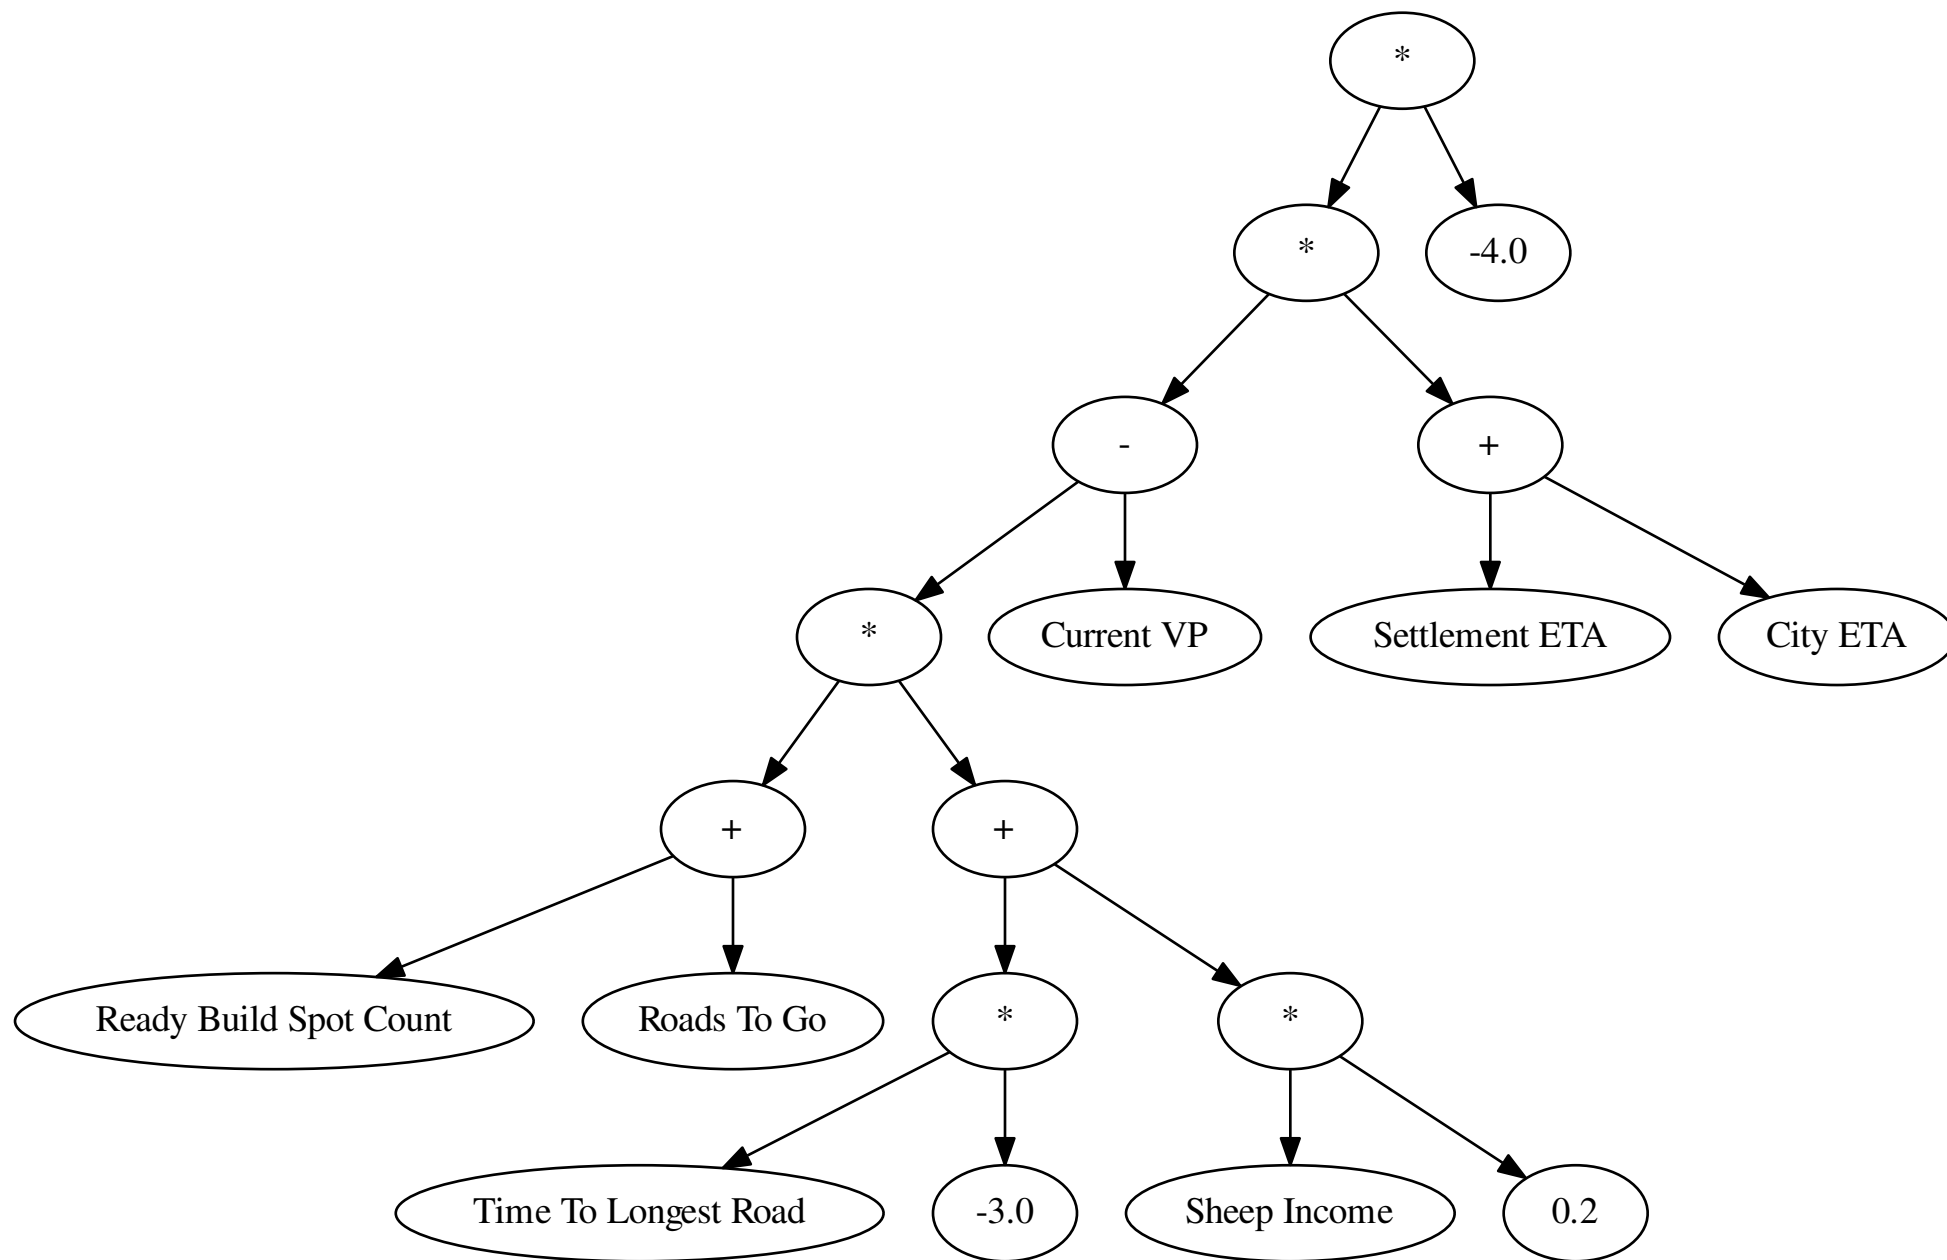 *
*
-4.0
-
+
*
Current VP
Settlement ETA
City ETA
+
+
Ready Build Spot Count
Roads To Go
*
*
Time To Longest Road
-3.0
Sheep Income
0.2